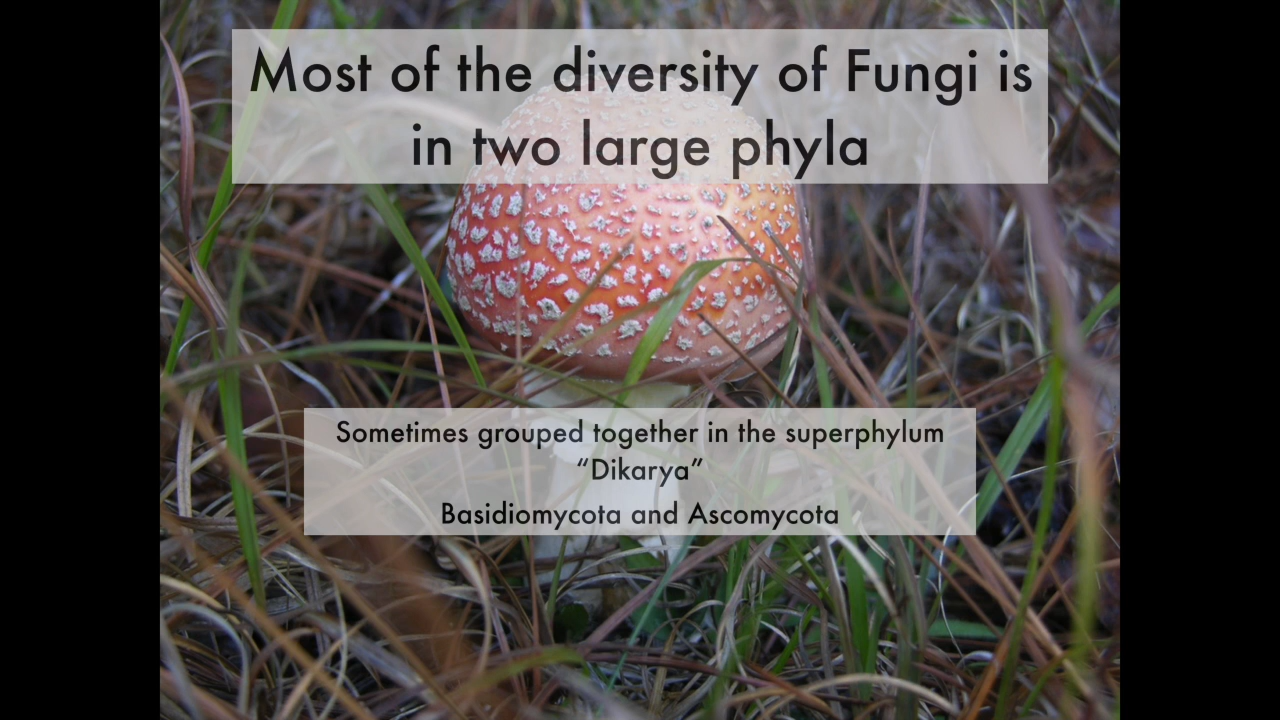 Most of the diversity of Fungi is
in two large phyla
Sometimes grouped together in the superphylum
“Dikarya”
Basidiomycota and Ascomycota